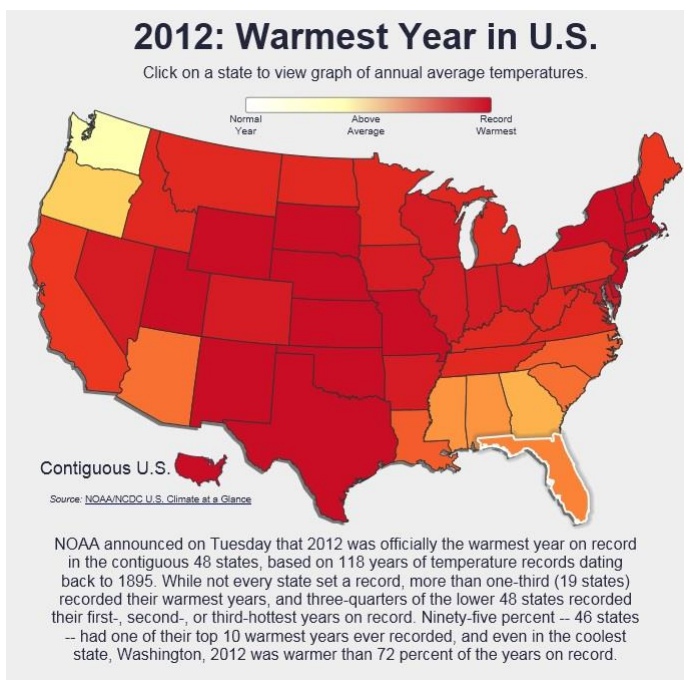 2012: Warmest Year in U.S.
Click on a state to view graph of annual average temperatures.
Normal Year
Above Average
Record Warmest
Contiguous U.S.
Source: NOAA/NCDC U.S. Climate at a Glance
NOAA announced on Tuesday that 2012 was officially the warmest year on record
in the contiguous 48 states, based on 118 years of temperature records dating
back to 1895. While not every state set a record, more than one-third (19 states)
recorded their warmest years, and three-quarters of the lower 48 states recorded
their first-, second-, or third-hottest years on record. Ninety-five percent -- 46 states
-- had one of their top 10 warmest years ever recorded, and even in the coolest
state, Washington, 2012 was warmer than 72 percent of the years on record.